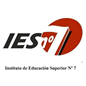 IES nº 7
Instituto de Educación Superior Nº 7